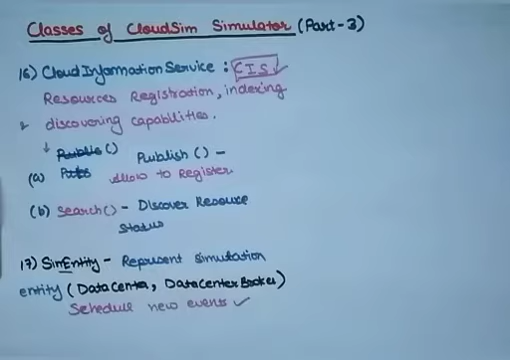 Classes of CloudSim Simulator (Part-3)
16) Cloud Information Service : CIS ✓
Resources Registration, indexing
& discovering capabilities.
↓ Public() Publish () -
(a) allow to Register
(b) Search() - Discover Resource
Status
17) SimEntity - Represent simulation
entity (DataCenter, DataCenterBroker)
Schedule new events ✓